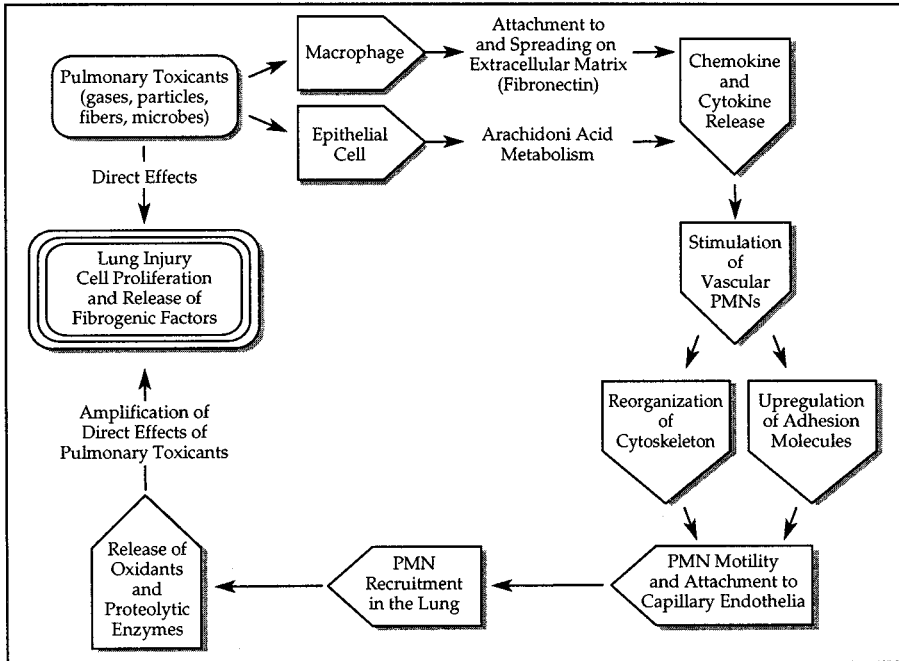 Pulmonary Toxicants
(gases, particles,
fibers, microbes)
Macrophage
Attachment to
and Spreading on
Extracellular Matrix
(Fibronectin)
Chemokine
and
Cytokine
Release
Epithelial
Cell
Arachidoni Acid
Metabolism
Direct Effects
Lung Injury
Cell Proliferation
and Release of
Fibrogenic Factors
Stimulation
of
Vascular
PMNs
Reorganization
of
Cytoskeleton
Upregulation
of Adhesion
Molecules
PMN Motility
and Attachment to
Capillary Endothelia
PMN
Recruitment
in the Lung
Release of
Oxidants
and
Proteolytic
Enzymes
Amplification of
Direct Effects of
Pulmonary Toxicants